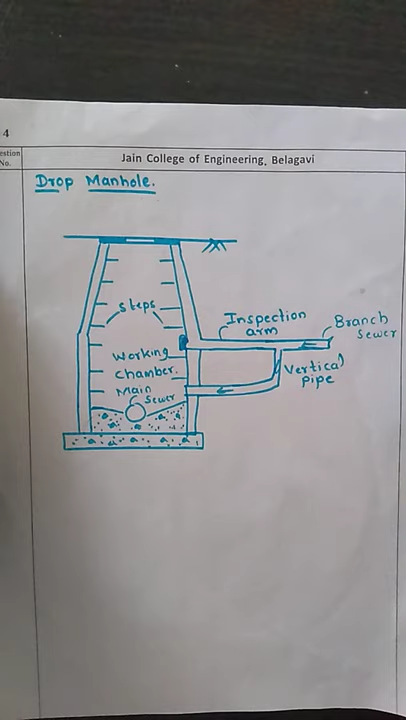 4
estion
No.
Jain College of Engineering, Belagavi
Drop Manhole.
Steps
Inspection
arm
Branch
Sewer
Working
Chamber.
Vertical
pipe
Main
Sewer